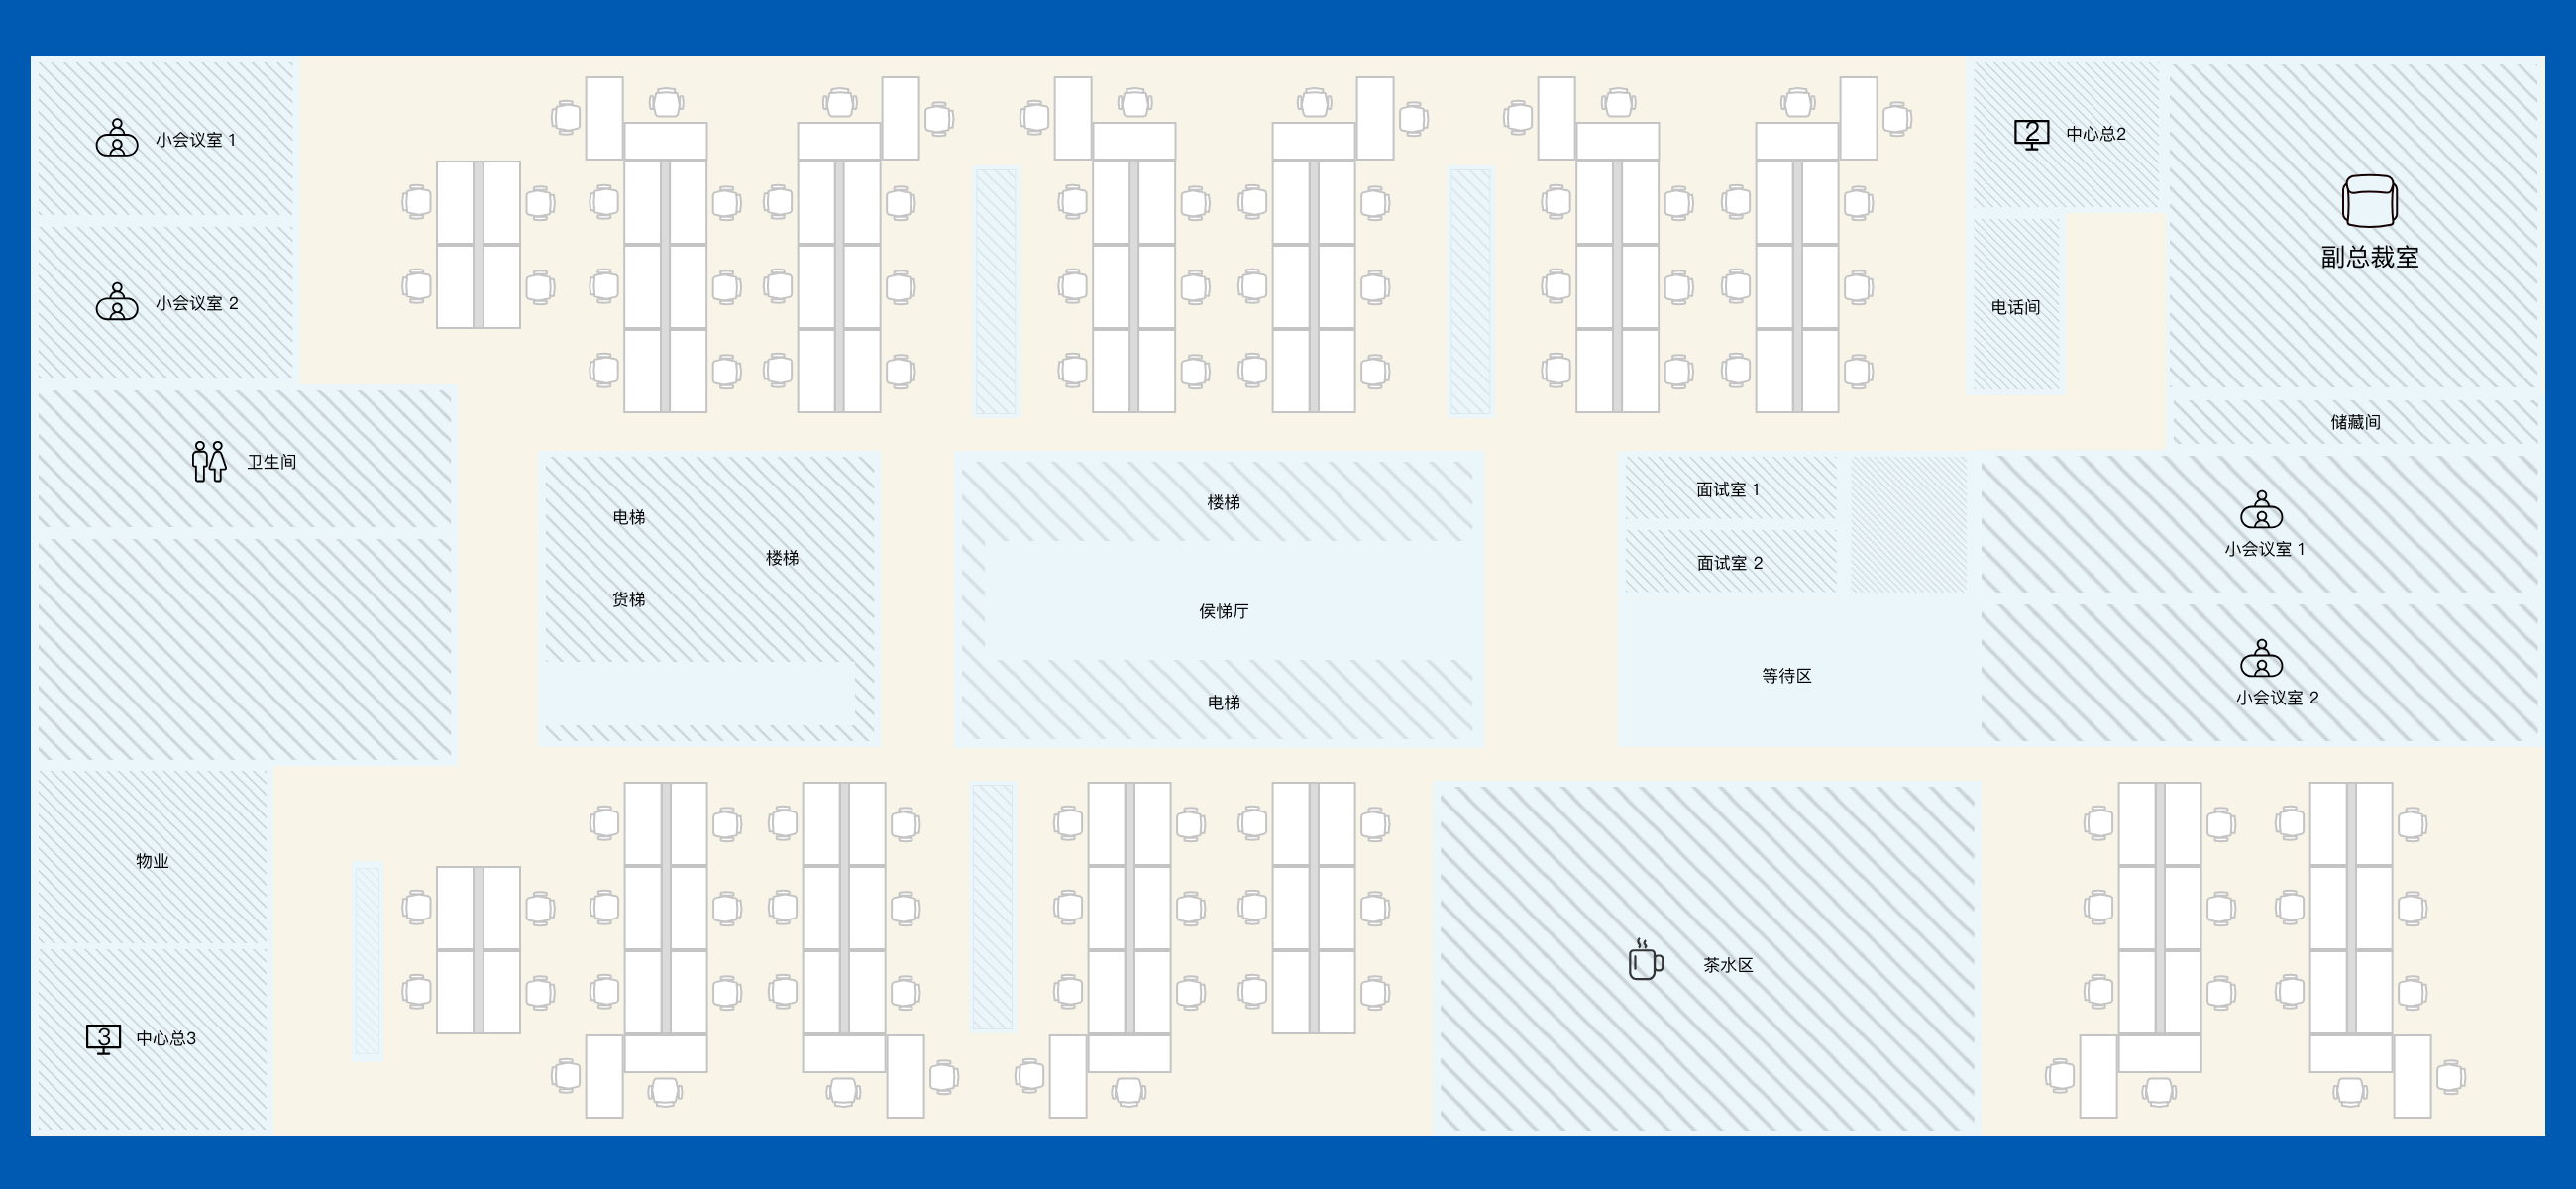 小会议室 1
2
中心总2
副总裁室
小会议室 2
电话间
储藏间
卫生间
电梯
楼梯
货梯
楼梯
侯悌厅
电梯
面试室 1
面试室 2
等待区
小会议室 1
小会议室 2
物业
3
中心总3
茶水区